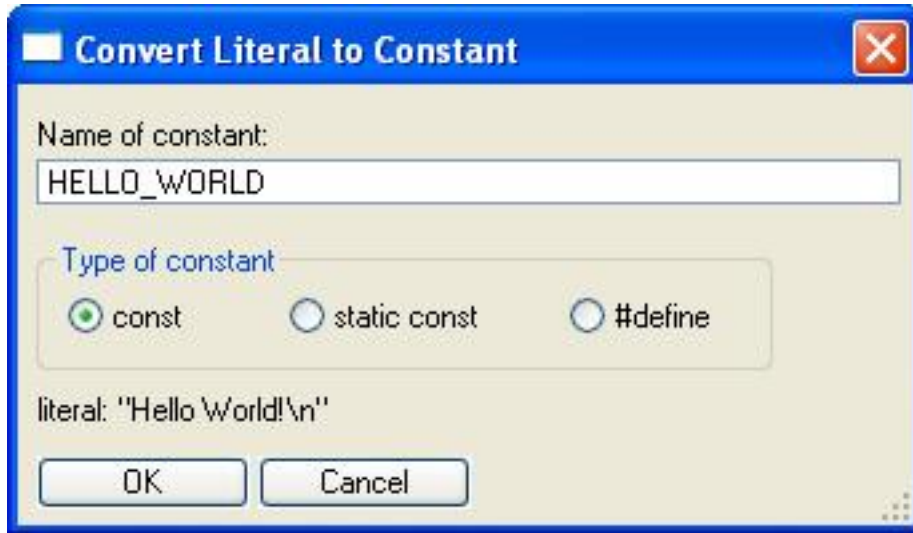 Convert Literal to Constant
Name of constant:
HELLO_WORLD
Type of constant
const static const #define
literal: "Hello World!\n"
OK Cancel